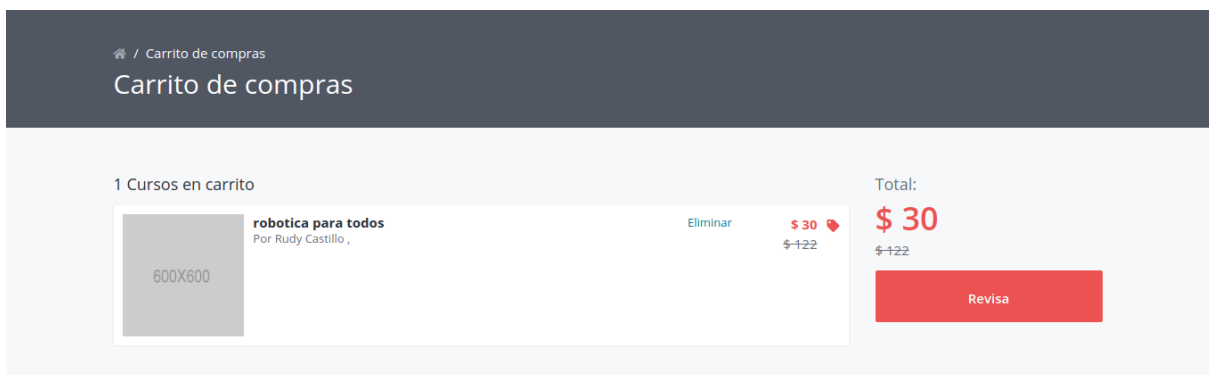 / Carrito de compras
Carrito de compras
1 Cursos en carrito
600X600
robotica para todos
Por Rudy Castillo ,
Eliminar
$ 30
$ 122
Total:
$ 30
$ 122
Revisa